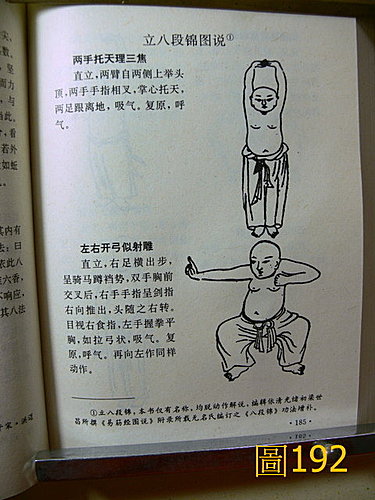 立八段锦图说①
两手托天理三焦
直立，两臂自两侧上举头
顶，两手手指相叉，掌心托天，
两足跟离地，吸气。复原，呼
气。
左右开弓似射雕
直立，右足横出步，
呈骑马蹲裆势，双手胸前
交叉后，右手手指呈剑指
右向推出，头随之右转。
目视右食指，左手握拳平
胸，如拉弓状，吸气。复
原，呼气。再向左作同样
动作。
①立八段锦，本书仅有名称，均脱动作解说，编辑依清光绪初梁世
昌所撰《易筋经图说》附录所载无名氏编订之《八段锦》功法增补。
·185·
圖192